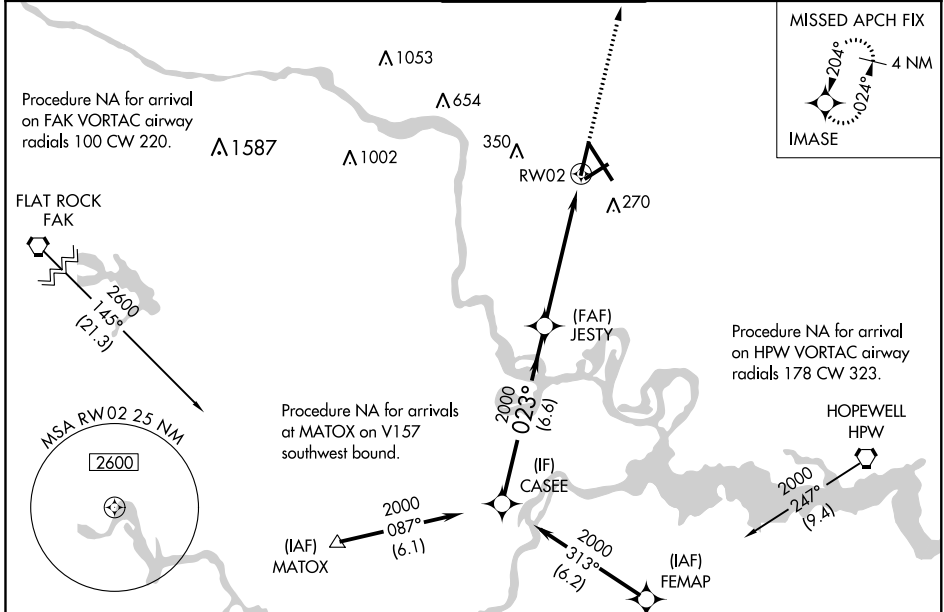 MISSED APCH FIX
204°
4 NM
024°
IMASE
1053
654
Procedure NA for arrival
on FAK VORTAC airway
radials 100 CW 220.
1587
1002
350
RW02
270
FLAT ROCK
FAK
2600
145°
(21.3)
(FAF)
JESTY
Procedure NA for arrival
on HPW VORTAC airway
radials 178 CW 323.
2000
023°
(6.6)
MSA RW02 25 NM
2600
Procedure NA for arrivals
at MATOX on V157
southwest bound.
HOPEWELL
HPW
2000
247°
(9.4)
(IF)
CASEE
2000
087°
(6.1)
(IAF)
MATOX
2000
313°
(6.2)
(IAF)
FEMAP